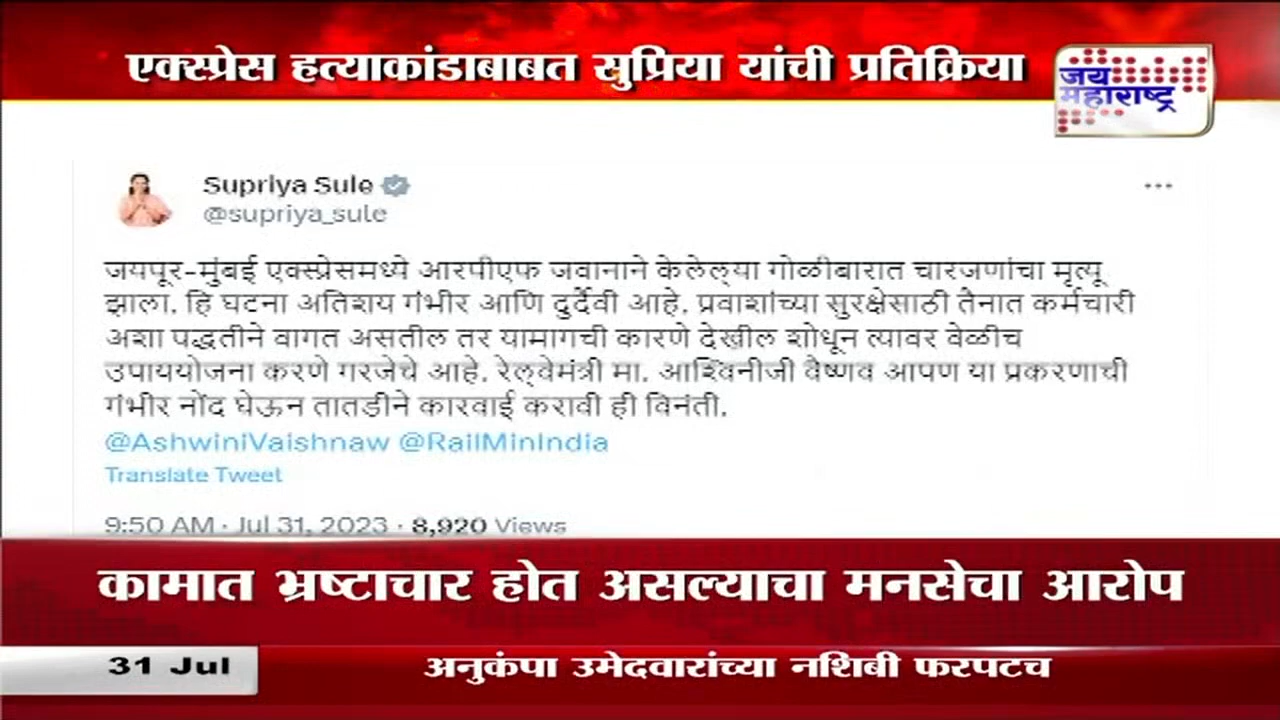 एक्स्प्रेस हत्याकांडाबाबत सुप्रिया यांची प्रतिक्रिया
जय
महाराष्ट्र
Supriya Sule
@supriya_sule
जयपूर-मुंबई एक्स्प्रेसमध्ये आरपीएफ जवानाने केलेल्या गोळीबारात चारजणांचा मृत्यू
झाला. हि घटना अतिशय गंभीर आणि दुर्दैवी आहे. प्रवाशांच्या सुरक्षेसाठी तैनात कर्मचारी
अशा पद्धतीने वागत असतील तर यामागची कारणे देखील शोधून त्यावर वेळीच
उपाययोजना करणे गरजेचे आहे. रेल्वेमंत्री मा. आश्विनीजी वैष्णव आपण या प्रकरणाची
गंभीर नोंद घेऊन तातडीने कारवाई करावी ही विनंती.
@AshwiniVaishnaw @RailMinIndia
Translate Tweet
9:50 AM · Jul 31, 2023 · 8,920 Views
कामात भ्रष्टाचार होत असल्याचा मनसेचा आरोप
31 Jul
अनुकंपा उमेदवारांच्या नशिबी फरपटच